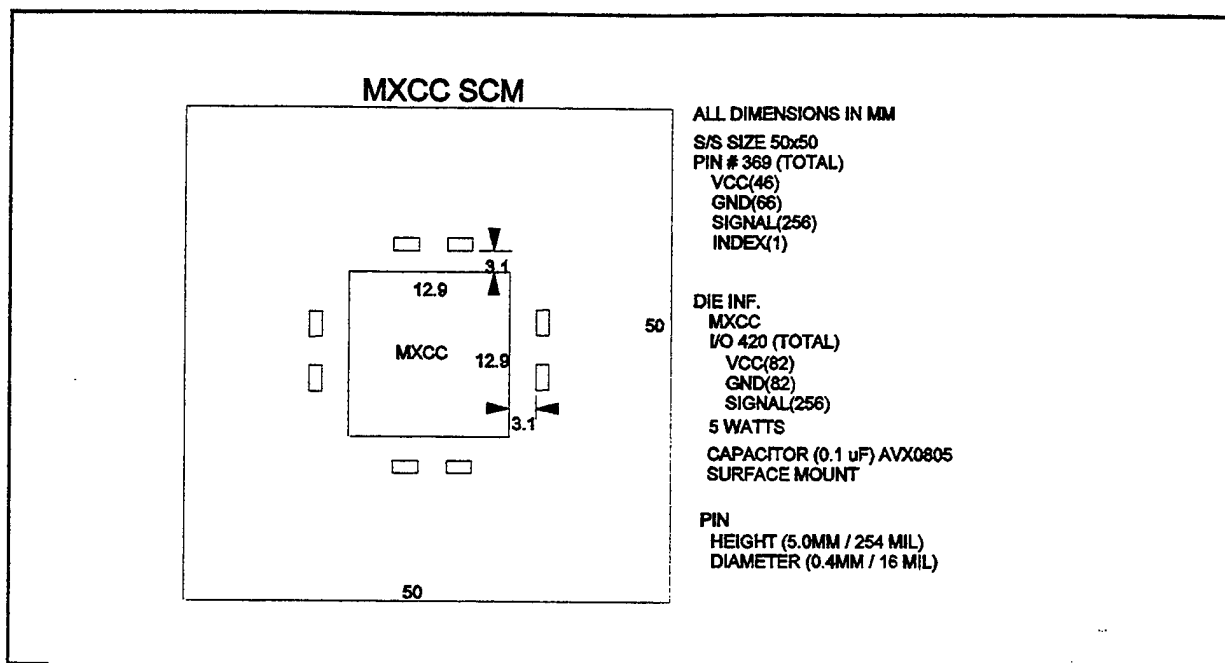 MXCC SCM
ALL DIMENSIONS IN MM
S/S SIZE 50x50
PIN # 369 (TOTAL)
VCC(46)
GND(66)
SIGNAL(256)
INDEX(1)
3.1
12.9
MXCC
12.9
50
3.1
50
DIE INF.
MXCC
I/O 420 (TOTAL)
VCC(82)
GND(82)
SIGNAL(256)
5 WATTS
CAPACITOR (0.1 uF) AVX0805
SURFACE MOUNT
PIN
HEIGHT (5.0MM / 254 MIL)
DIAMETER (0.4MM / 16 MIL)